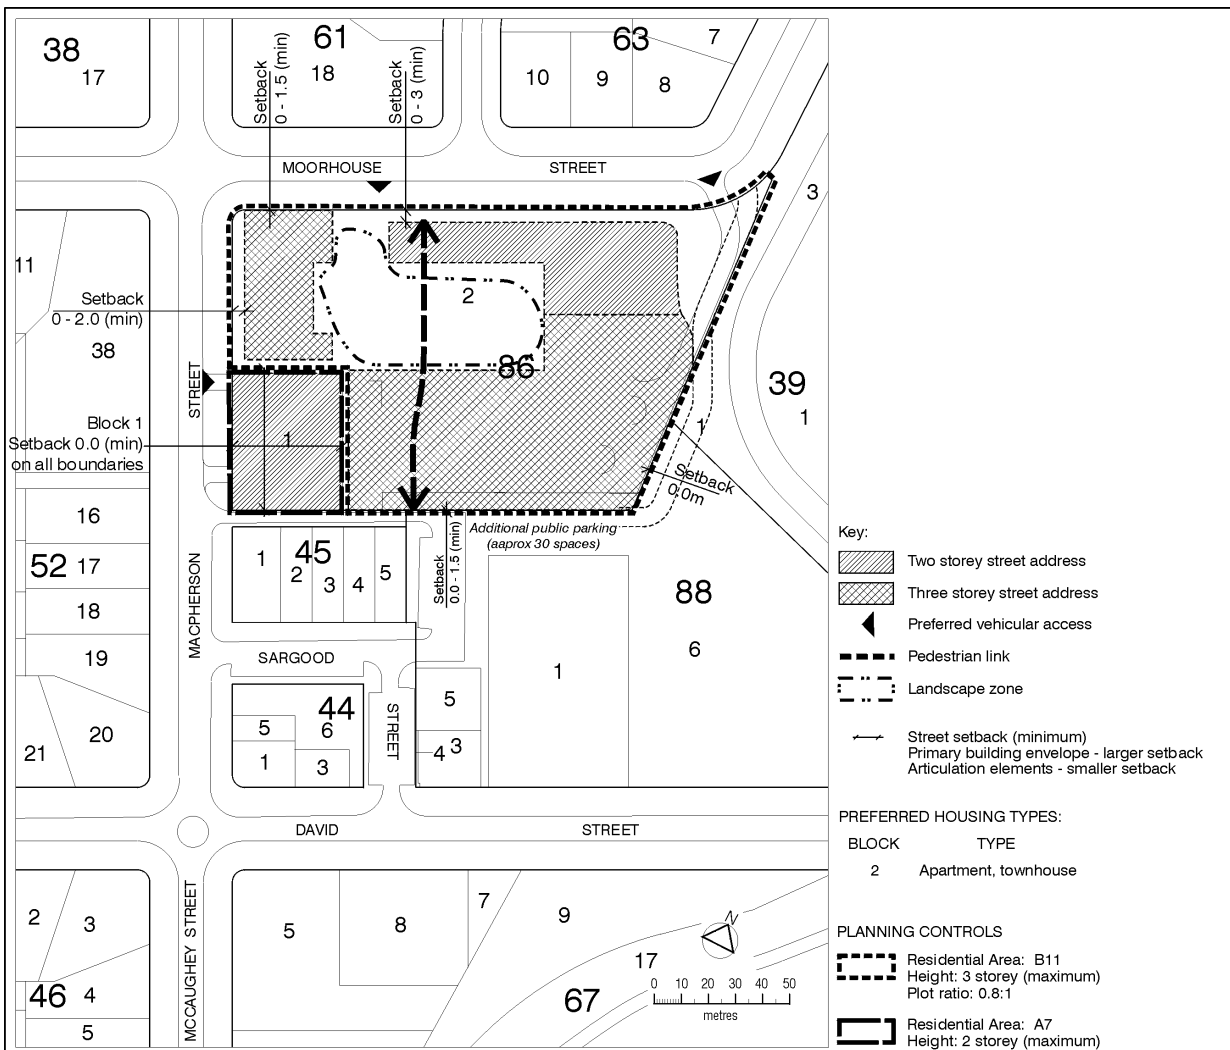 38
17
61
18
Setback
0 - 1.5 (min)
Setback
0 - 3 (min)
63
7
10
9
8
MOORHOUSE
STREET
3
11
Setback
0 - 2.0 (min)
38
2
86
39
1
STREET
Block 1
Setback 0.0 (min)
on all boundaries
1
1
Setback
0.0m
16
52
17
18
19
20
21
MACPHERSON
45
1
2
3
4
5
Setback
0.0 - 1.5 (min)
Additional public parking
(aaprox 30 spaces)
88
6
1
SARGOOD
STREET
44
5
6
1
3
5
4
3
DAVID
STREET
MCCAUGHEY STREET
2
3
46
4
5
5
8
7
9
17
67
N
0 10 20 30 40 50
metres
Key:
Two storey street address
Three storey street address
Preferred vehicular access
Pedestrian link
Landscape zone
Street setback (minimum)
Primary building envelope - larger setback
Articulation elements - smaller setback
PREFERRED HOUSING TYPES:
BLOCK TYPE
2 Apartment, townhouse
PLANNING CONTROLS
Residential Area: B11
Height: 3 storey (maximum)
Plot ratio: 0.8:1
Residential Area: A7
Height: 2 storey (maximum)